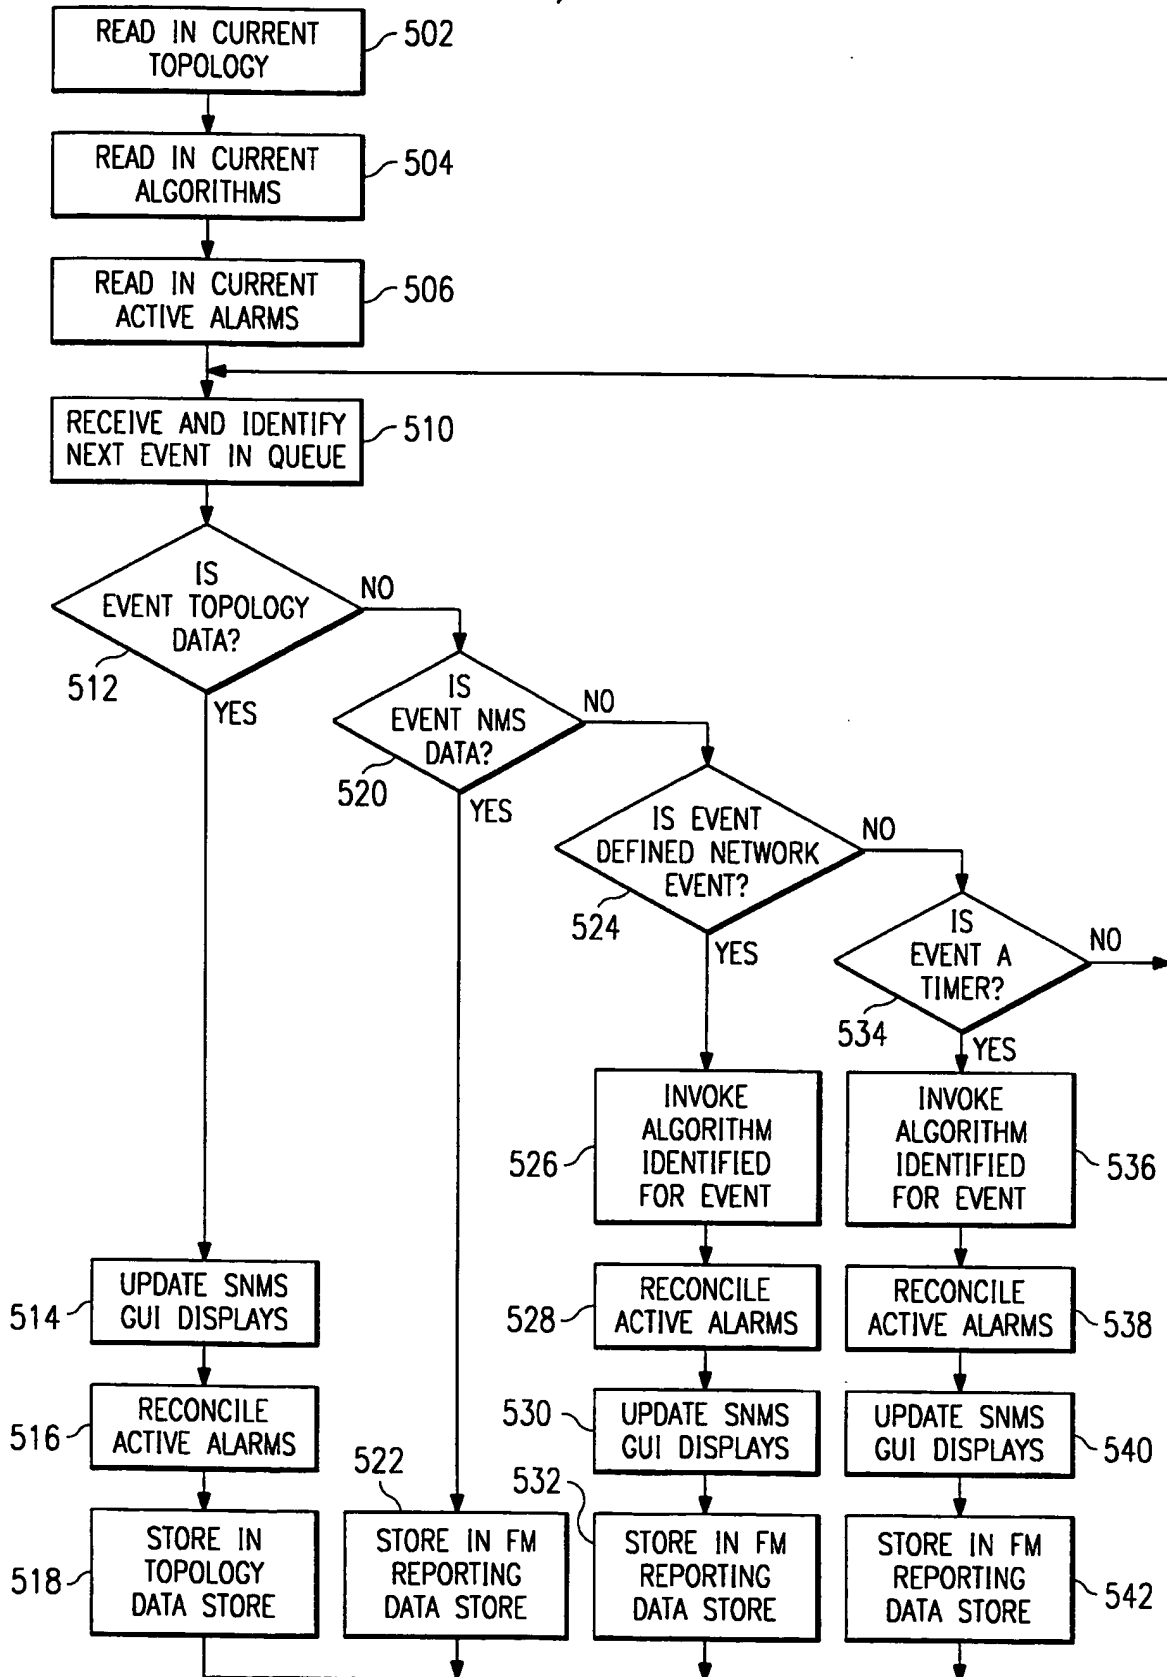 READ IN CURRENT
TOPOLOGY
502
READ IN CURRENT
ALGORITHMS
504
READ IN CURRENT
ACTIVE ALARMS
506
RECEIVE AND IDENTIFY
NEXT EVENT IN QUEUE
510
IS
EVENT TOPOLOGY
DATA?
NO
512
YES
IS
EVENT NMS
DATA?
NO
520
YES
IS EVENT
DEFINED NETWORK
EVENT?
NO
524
YES
IS
EVENT A
TIMER?
NO
534
YES
INVOKE
ALGORITHM
IDENTIFIED
FOR EVENT
526
INVOKE
ALGORITHM
IDENTIFIED
FOR EVENT
536
514
UPDATE SNMS
GUI DISPLAYS
528
RECONCILE
ACTIVE ALARMS
RECONCILE
ACTIVE ALARMS
538
516
RECONCILE
ACTIVE ALARMS
530
UPDATE SNMS
GUI DISPLAYS
UPDATE SNMS
GUI DISPLAYS
540
518
STORE IN
TOPOLOGY
DATA STORE
522
STORE IN FM
REPORTING
DATA STORE
532
STORE IN FM
REPORTING
DATA STORE
STORE IN FM
REPORTING
DATA STORE
542